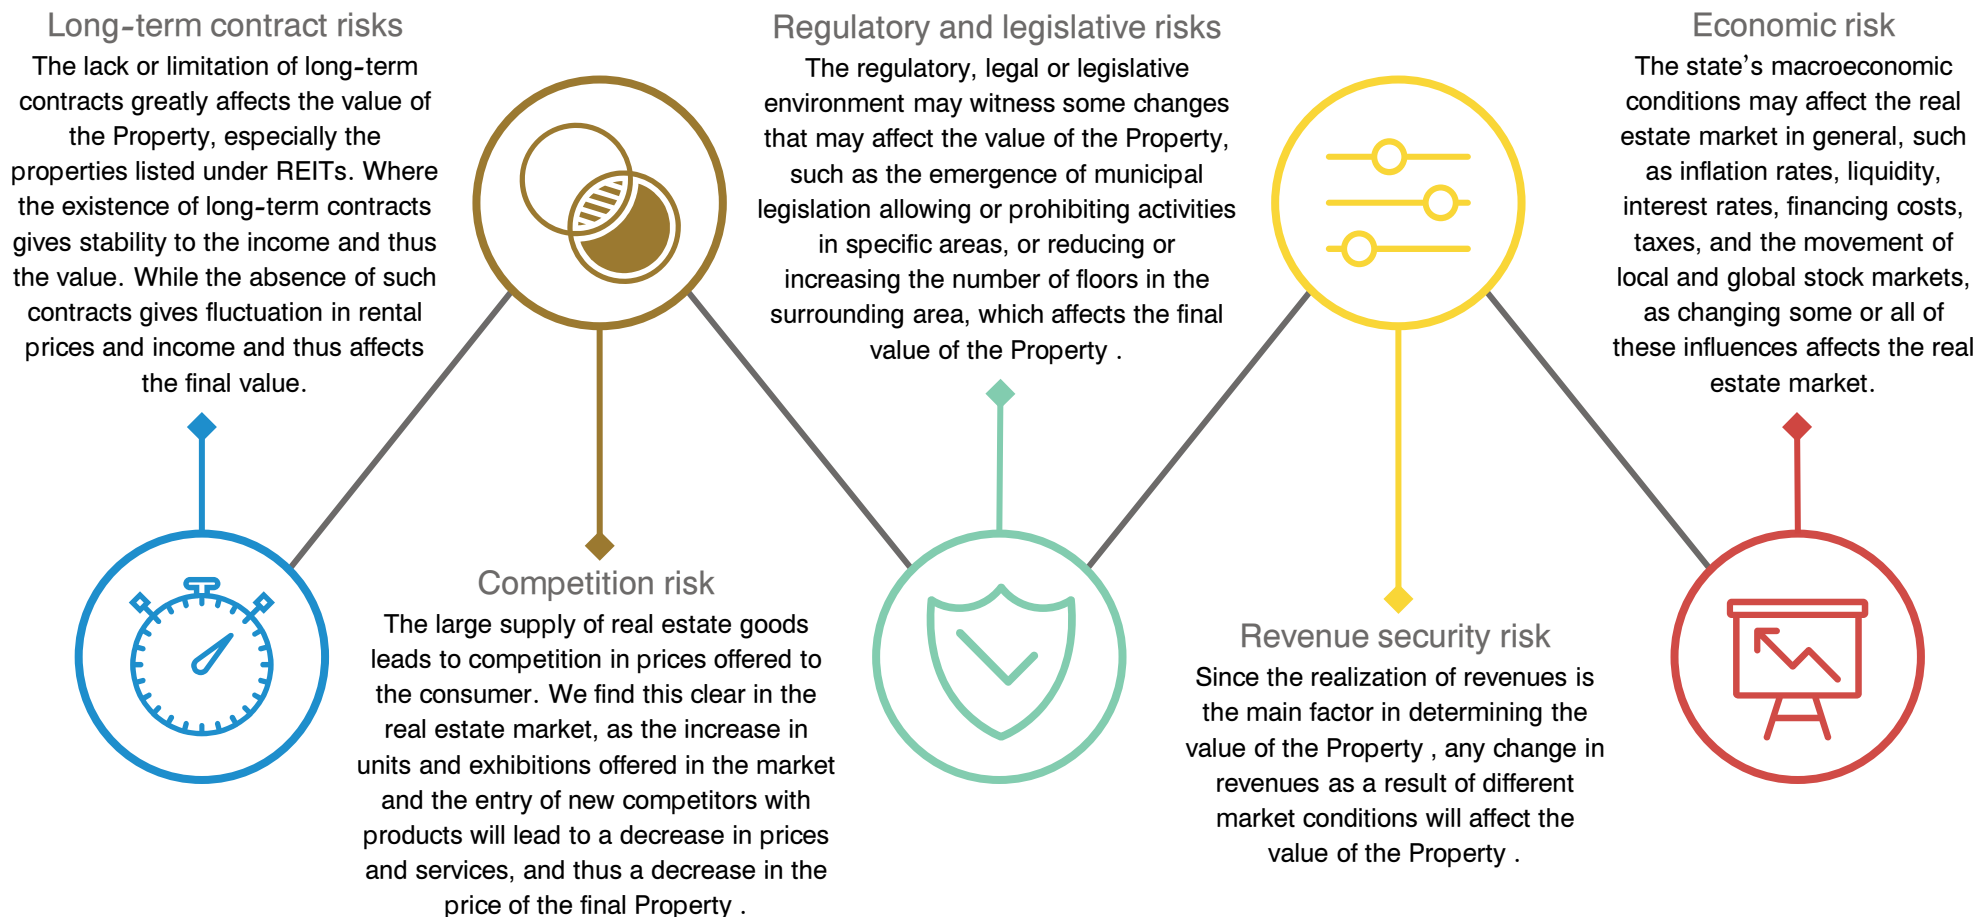 Long-term contract risks
The lack or limitation of long-term
contracts greatly affects the value of
the Property, especially the
properties listed under REITs. Where
the existence of long-term contracts
gives stability to the income and thus
the value. While the absence of such
contracts gives fluctuation in rental
prices and income and thus affects
the final value.
Competition risk
The large supply of real estate goods
leads to competition in prices offered to
the consumer. We find this clear in the
real estate market, as the increase in
units and exhibitions offered in the market
and the entry of new competitors with
products will lead to a decrease in prices
and services, and thus a decrease in the
price of the final Property .
Regulatory and legislative risks
The regulatory, legal or legislative
environment may witness some changes
that may affect the value of the Property,
such as the emergence of municipal
legislation allowing or prohibiting activities
in specific areas, or reducing or
increasing the number of floors in the
surrounding area, which affects the final
value of the Property .
Revenue security risk
Since the realization of revenues is
the main factor in determining the
value of the Property , any change in
revenues as a result of different
market conditions will affect the
value of the Property .
Economic risk
The state's macroeconomic
conditions may affect the real
estate market in general, such
as inflation rates, liquidity,
interest rates, financing costs,
taxes, and the movement of
local and global stock markets,
as changing some or all of
these influences affects the real
estate market.